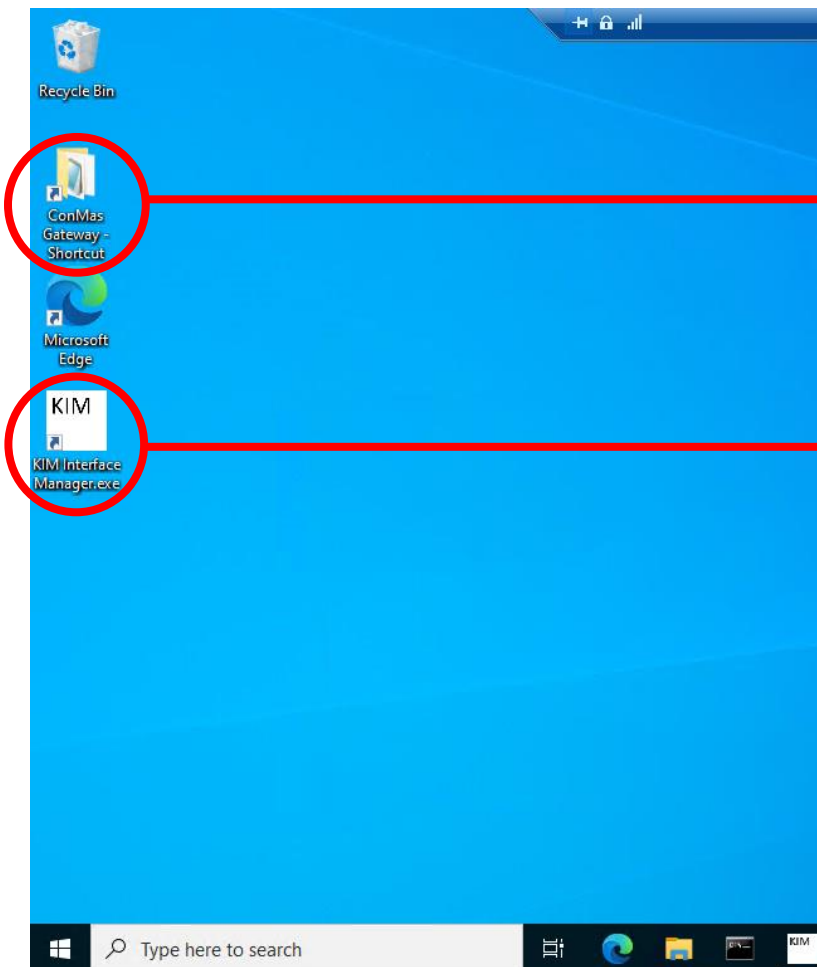 Recycle Bin
ConMas
Gateway -
Shortcut
Microsoft
Edge
KIM
KIM Interface
Manager.exe
Type here to search
KIM